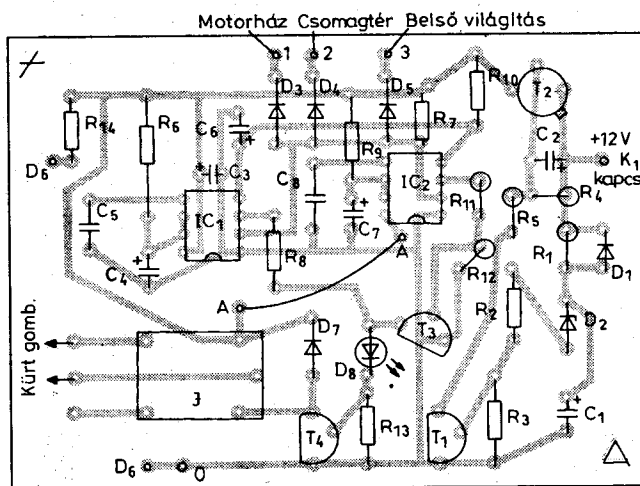 Motorház Csomagtér Belső világítás
1 2 3
D3 D4 D5 R10 T2
R14 R6 C6 R7 C2 +12V
D6 C3 R9 K1
kapcs
C8 IC2 R4
C5 IC1 R11 R5
C7 R1
C4 R8 A R12 D1
A R2
D7 T3 D2
Kürt gomb.
D8
J T4 R13 T1 R3 C1
D6 0